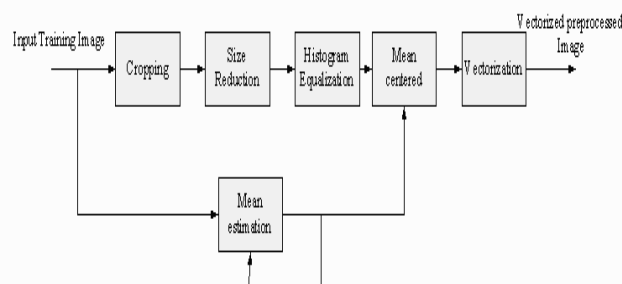 Vectorized preprocessed
Image
Input Training Image
Cropping
Size
Reduction
Histogram
Equalization
Mean
centered
Vectorization
Mean
estimation